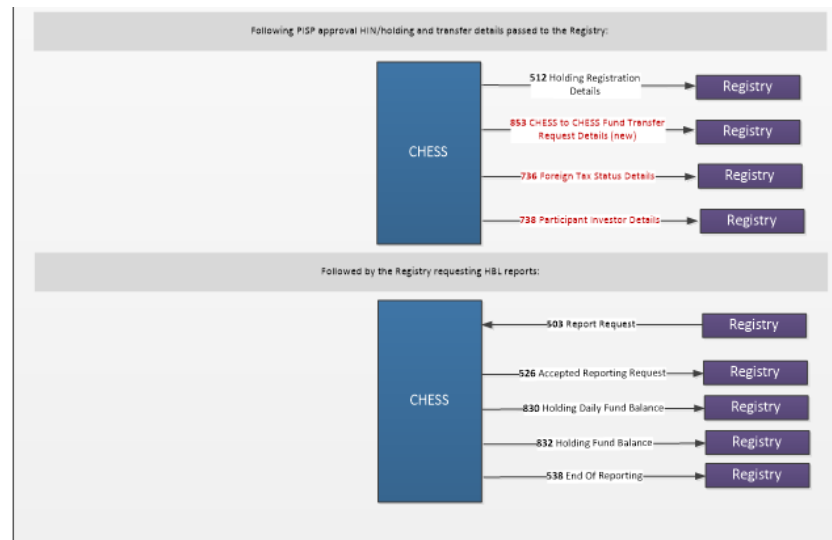 Following PISP approval HIN/holding and transfer details passed to the Registry:
512 Holding Registration
Details
Registry
853 CHESS to CHESS Fund Transfer
Request Details (new)
Registry
CHESS
736 Foreign Tax Status Details
Registry
738 Participant Investor Details
Registry
Followed by the Registry requesting HBL reports:
503 Report Request
Registry
526 Accepted Reporting Request
Registry
CHESS
830 Holding Daily Fund Balance
Registry
832 Holding Fund Balance
Registry
538 End Of Reporting
Registry